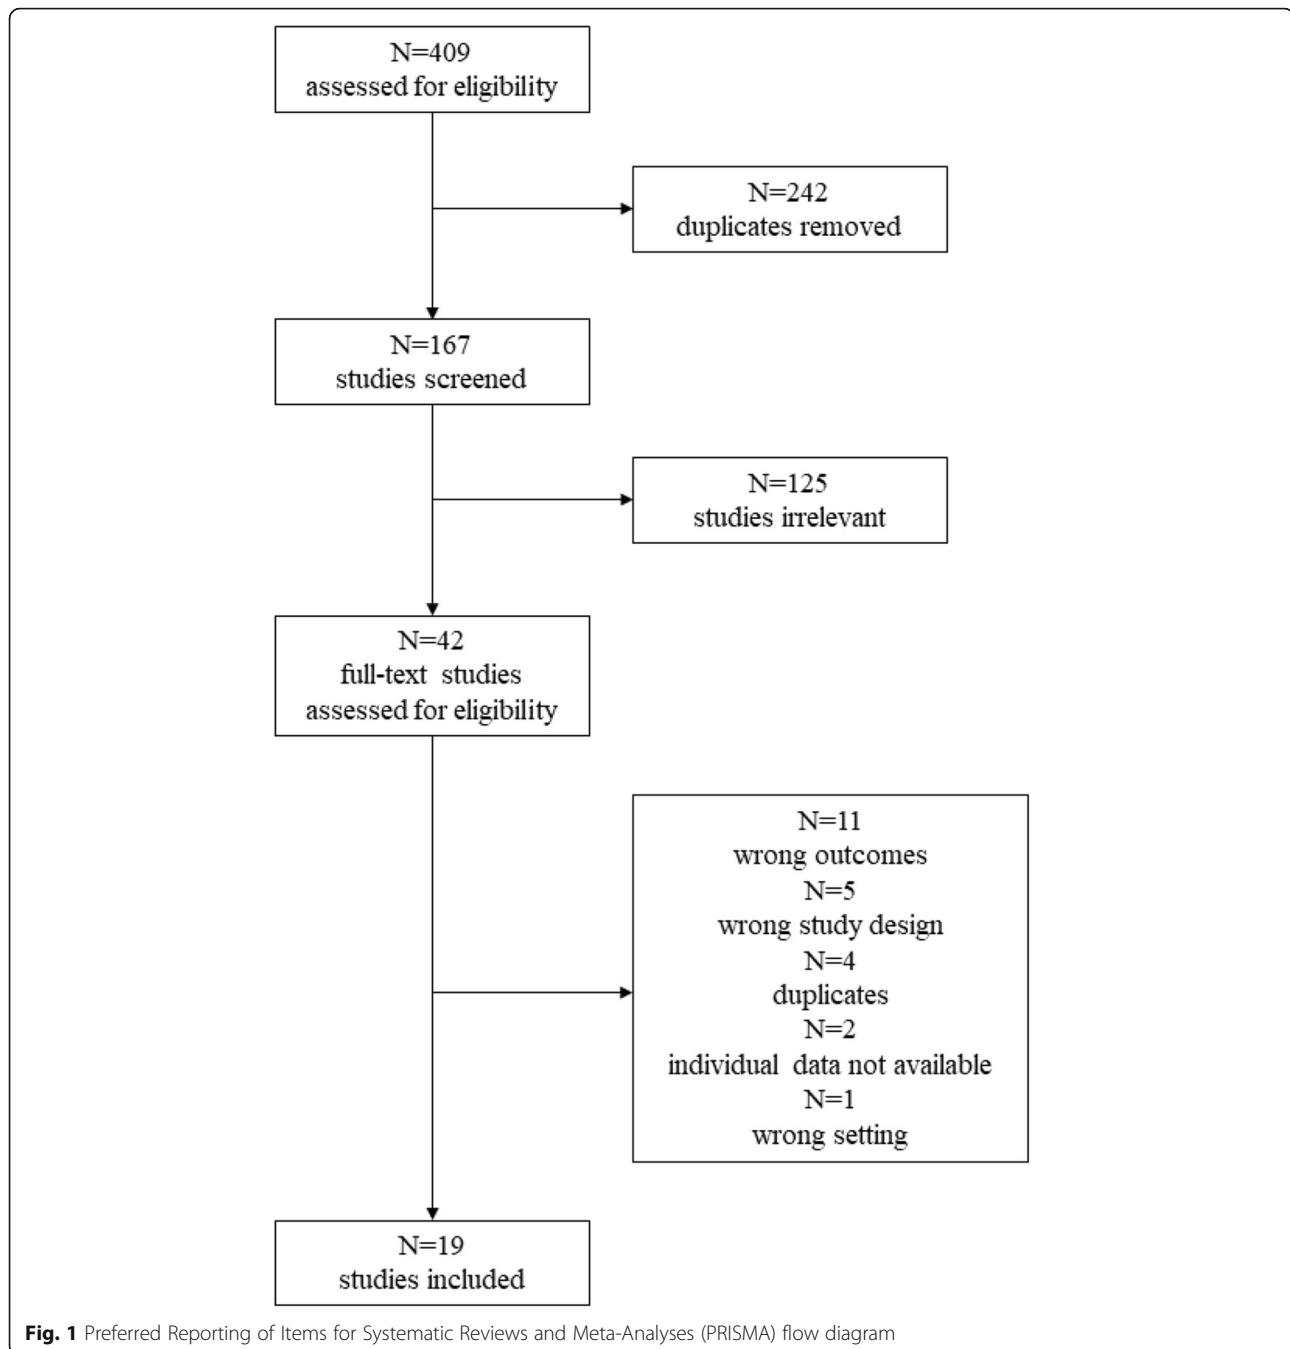 N=409
assessed for eligibility
N=242
duplicates removed
N=167
studies screened
N=125
studies irrelevant
N=42
full-text studies
assessed for eligibility
N=11
wrong outcomes
N=5
wrong study design
N=4
duplicates
N=2
individual data not available
N=1
wrong setting
N=19
studies included
Fig. 1 Preferred Reporting of Items for Systematic Reviews and Meta-Analyses (PRISMA) flow diagram